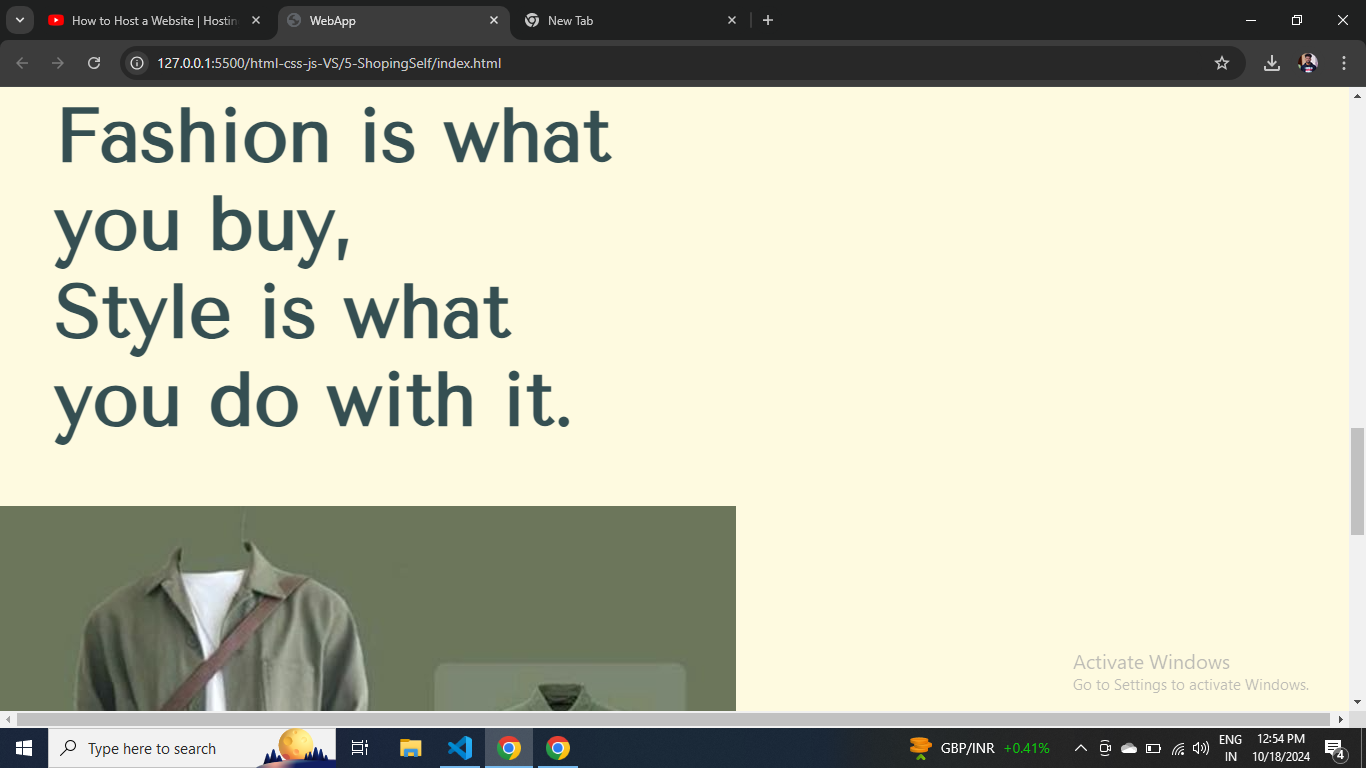 How to Host a Website | Hostin
WebApp
New Tab
127.0.0.1:5500/html-css-js-VS/5-ShopingSelf/index.html
Fashion is what
you buy,
Style is what
you do with it.
Activate Windows
Go to Settings to activate Windows.
Type here to search
GBP/INR +0.41%
ENG
IN
12:54 PM
10/18/2024
4